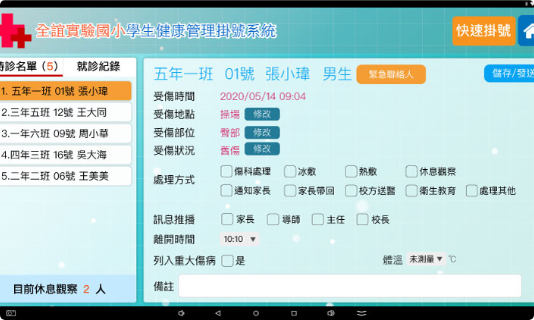 全誼實驗國小學生健康管理掛號系統
快速掛號
待診名單 (5)
就診紀錄
1. 五年一班 01號 張小瑋
2.三年五班 12號 王大同
3.一年六班 09號 周小華
4.四年三班 16號 吳大海
5.二年二班 06號 王美美
目前休息觀察 2 人
五年一班 01號 張小瑋 男生 緊急聯絡人 儲存/發送
受傷時間 2020/05/14 09:04
受傷地點 操場 修改
受傷部位 臀部 修改
受傷狀況 舊傷 修改
處理方式 傷科處理 冰敷 熱敷 休息觀察
通知家長 家長帶回 校方送醫 衛生教育 處理其他
訊息推播 家長 導師 主任 校長
離開時間 10:10
列入重大傷病 是 體溫 未測量 ℃
備註